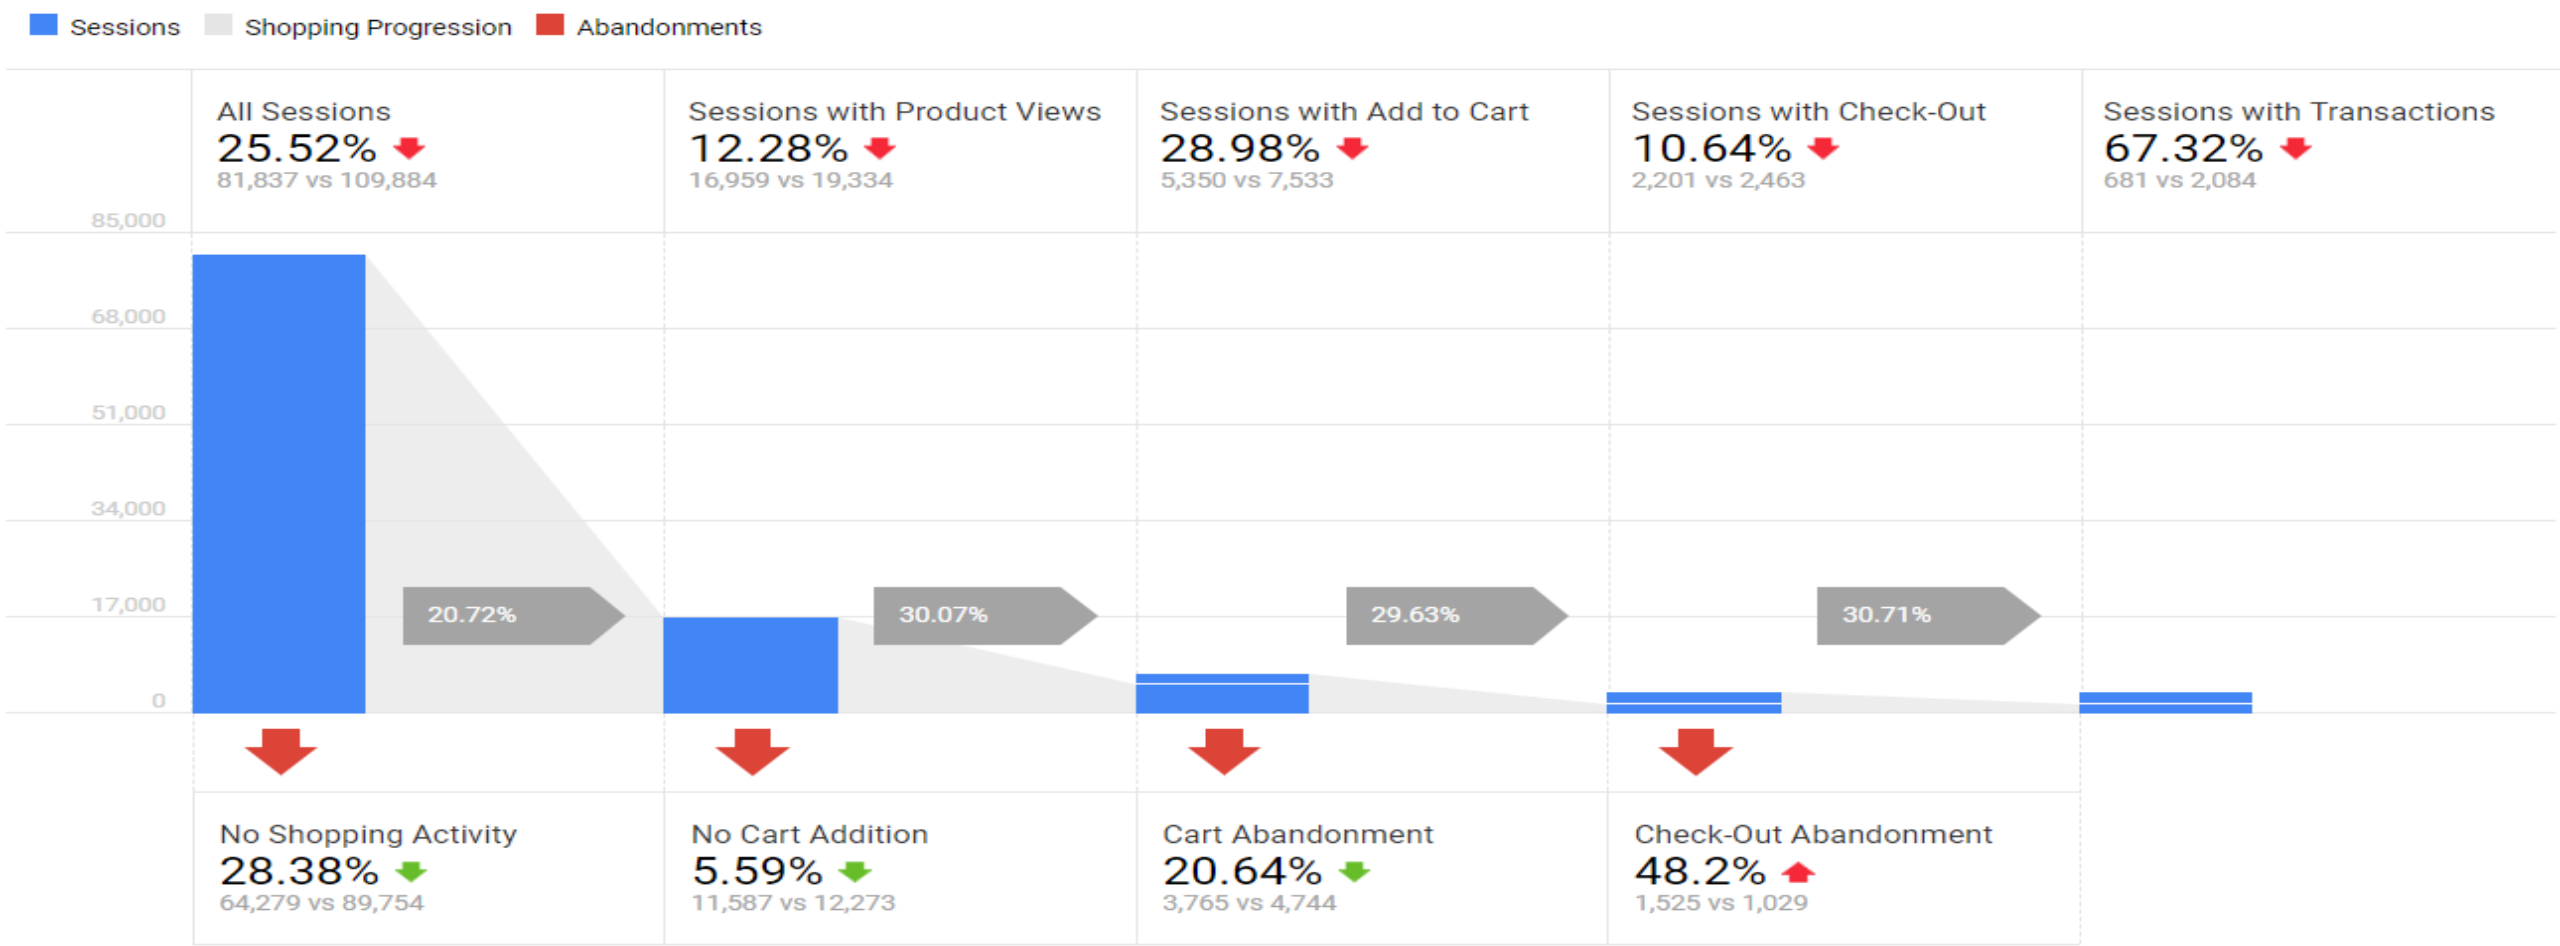 Sessions Shopping Progression Abandonments
All Sessions
25.52%
81,837 vs 109,884
Sessions with Product Views
12.28%
16,959 vs 19,334
Sessions with Add to Cart
28.98%
5,350 vs 7,533
Sessions with Check-Out
10.64%
2,201 vs 2,463
Sessions with Transactions
67.32%
681 vs 2,084
85,000
68,000
51,000
34,000
17,000
0
20.72%
30.07%
29.63%
30.71%
No Shopping Activity
28.38%
64,279 vs 89,754
No Cart Addition
5.59%
11,587 vs 12,273
Cart Abandonment
20.64%
3,765 vs 4,744
Check-Out Abandonment
48.2%
1,525 vs 1,029